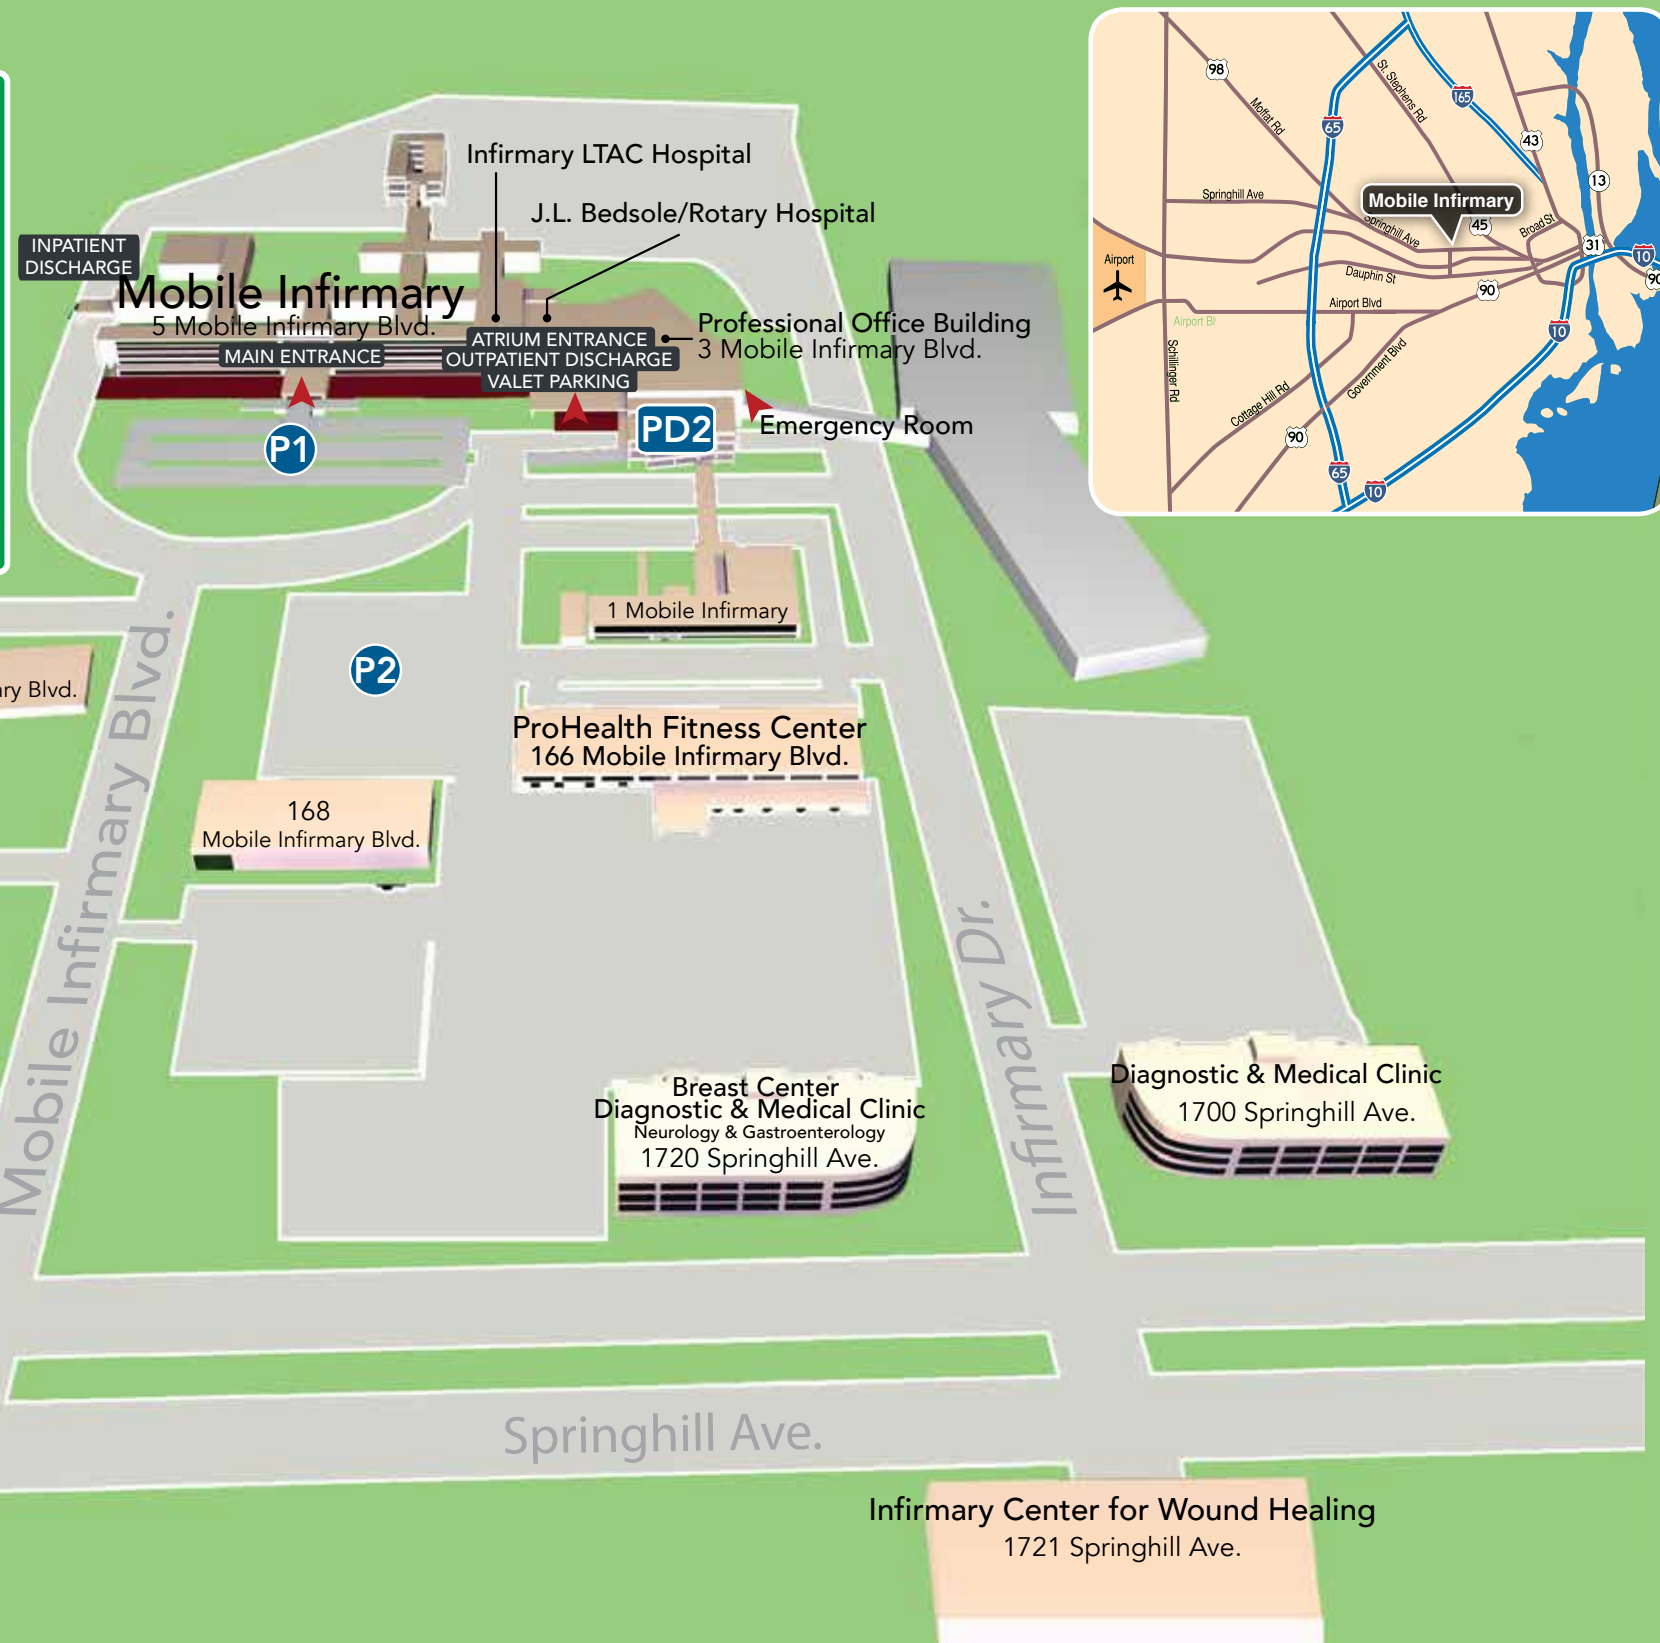 Infirmary LTAC Hospital
J.L. Bedsole/Rotary Hospital
INPATIENT
DISCHARGE
Mobile Infirmary
5 Mobile Infirmary Blvd.
MAIN ENTRANCE
ATRIUM ENTRANCE
OUTPATIENT DISCHARGE
VALET PARKING
Professional Office Building
3 Mobile Infirmary Blvd.
P1
PD2
Emergency Room
1 Mobile Infirmary
P2
ry Blvd.
ProHealth Fitness Center
166 Mobile Infirmary Blvd.
168
Mobile Infirmary Blvd.
Mobile Infirmary Blvd.
Infirmary Dr.
Breast Center
Diagnostic & Medical Clinic
Neurology & Gastroenterology
1720 Springhill Ave.
Diagnostic & Medical Clinic
1700 Springhill Ave.
Springhill Ave.
Infirmary Center for Wound Healing
1721 Springhill Ave.
98
Moffat Rd
65
St. Stephens Rd
165
43
13
Springhill Ave
Mobile Infirmary
Springhill Ave
45
Broad St
31
10
90
Airport
Dauphin St
90
Airport Blvd
Airport Bl
10
Schillinger Rd
Government Blvd
Cottage Hill Rd
90
65
10